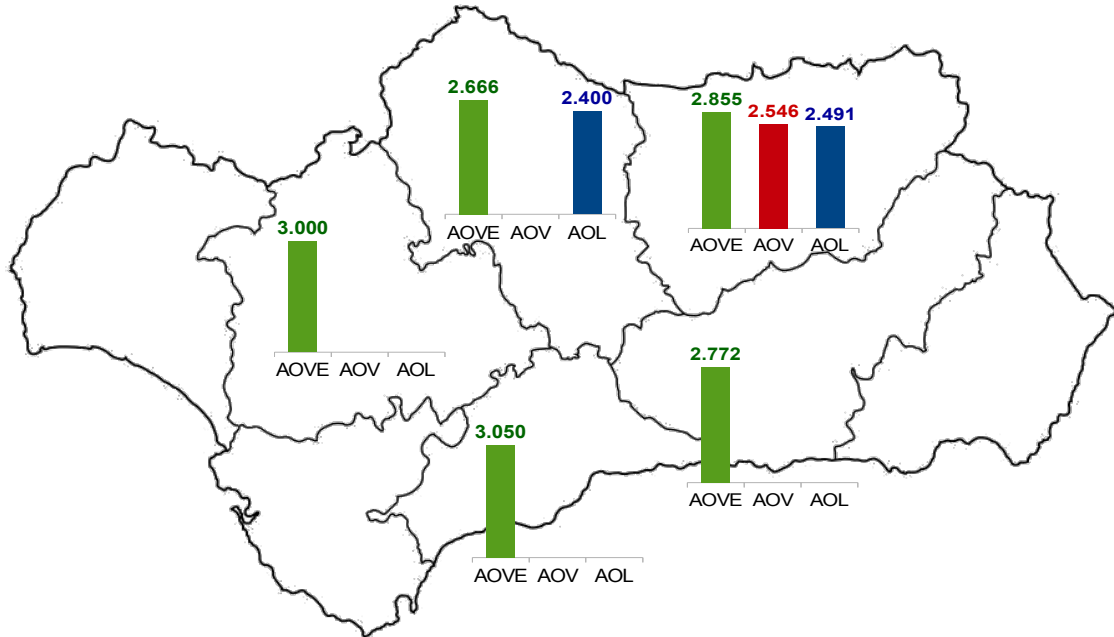 2.666
2.400
AOVE AOV AOL
2.855
2.546
2.491
AOVE AOV AOL
3.000
AOVE AOV AOL
2.772
AOVE AOV AOL
3.050
AOVE AOV AOL